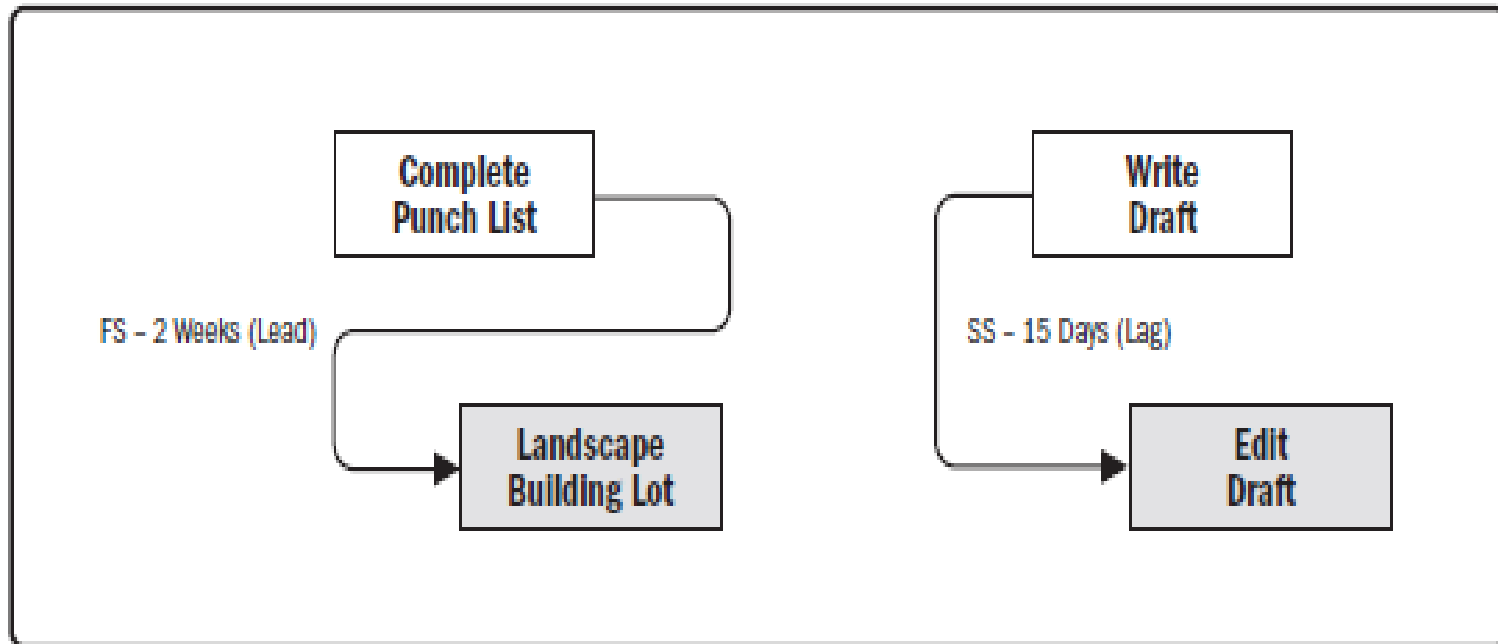 Complete
Punch List
FS – 2 Weeks (Lead)
Landscape
Building Lot
Write
Draft
SS – 15 Days (Lag)
Edit
Draft